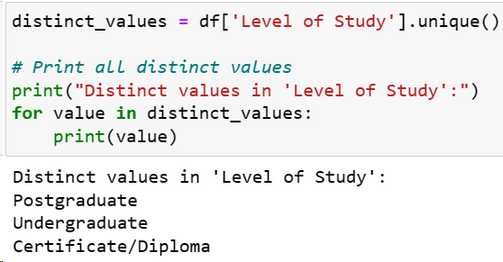 distinct_values = df['Level of Study'].unique()
# Print all distinct values
print("Distinct values in 'Level of Study':")
for value in distinct_values:
    print(value)
Distinct values in 'Level of Study':
Postgraduate
Undergraduate
Certificate/Diploma